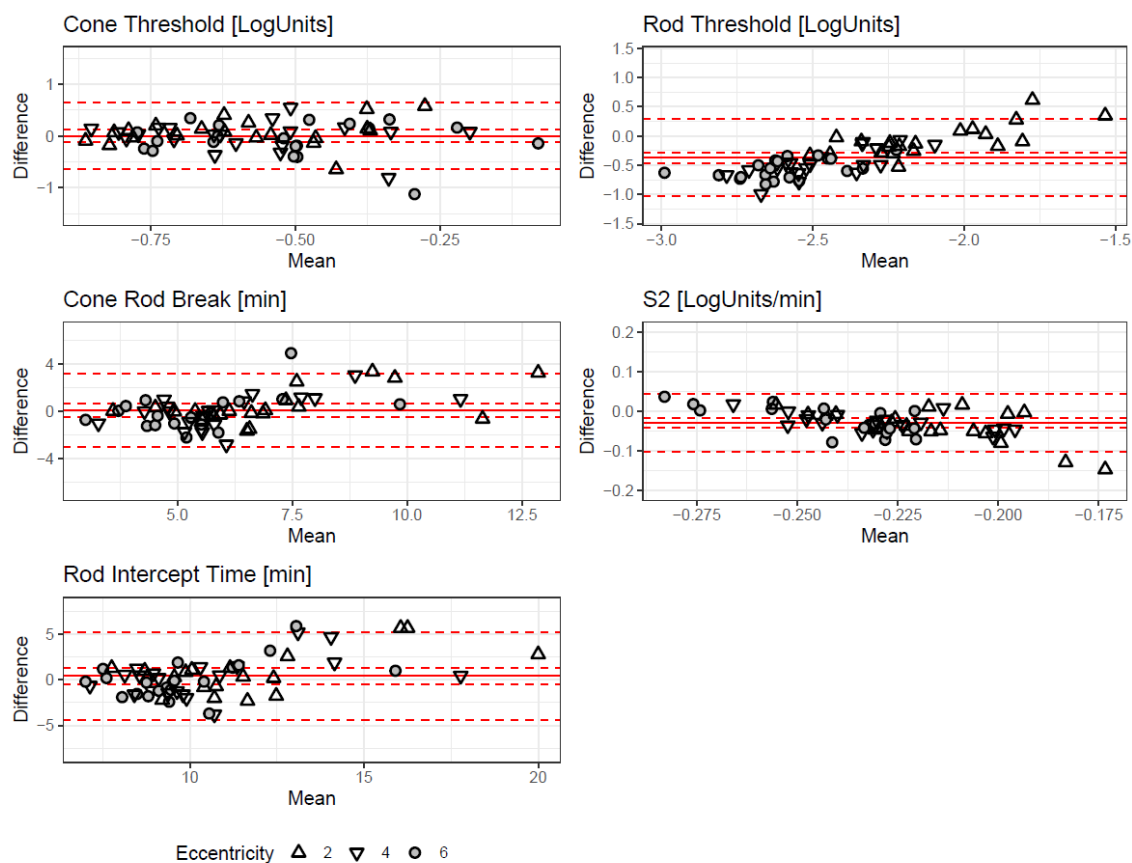 Cone Threshold [LogUnits]
Difference
1
0
−1
−0.75 −0.50 −0.25
Mean
Rod Threshold [LogUnits]
Difference
1.5
1.0
0.5
0.0
−0.5
−1.0
−1.5
−3.0 −2.5 −2.0 −1.5
Mean
Cone Rod Break [min]
Difference
4
0
−4
5.0 7.5 10.0 12.5
Mean
S2 [LogUnits/min]
Difference
0.2
0.1
0.0
−0.1
−0.2
−0.275 −0.250 −0.225 −0.200 −0.175
Mean
Rod Intercept Time [min]
Difference
5
0
−5
10 15 20
Mean
Eccentricity 2 4 6